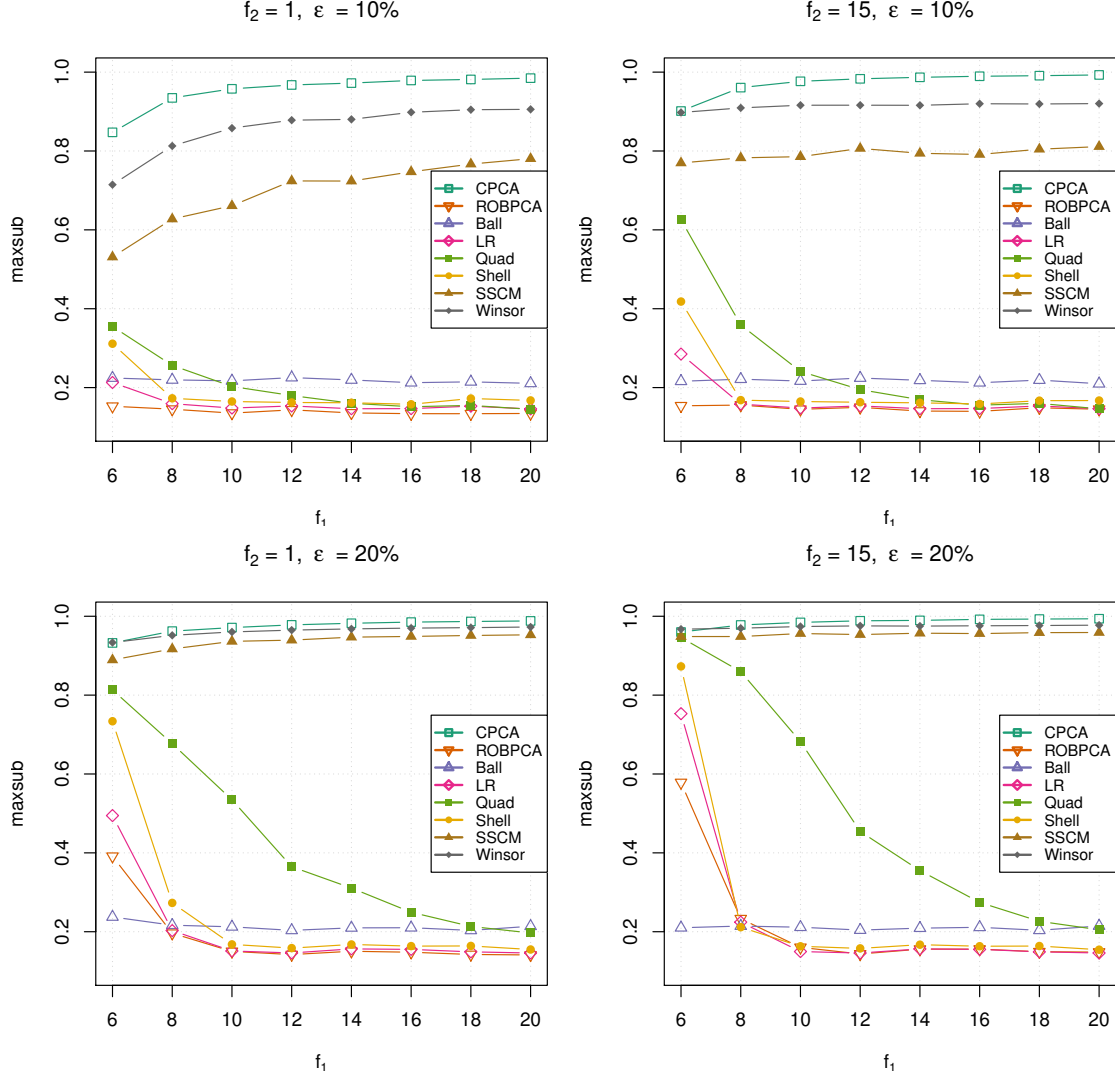 f2 = 1, ε = 10%
maxsub
1.0
0.8
0.6
0.4
0.2
CPCA
ROBPCA
Ball
LR
Quad
Shell
SSCM
Winsor
6 8 10 12 14 16 18 20
f1
f2 = 15, ε = 10%
maxsub
1.0
0.8
0.6
0.4
0.2
CPCA
ROBPCA
Ball
LR
Quad
Shell
SSCM
Winsor
6 8 10 12 14 16 18 20
f1
f2 = 1, ε = 20%
maxsub
1.0
0.8
0.6
0.4
0.2
CPCA
ROBPCA
Ball
LR
Quad
Shell
SSCM
Winsor
6 8 10 12 14 16 18 20
f1
f2 = 15, ε = 20%
maxsub
1.0
0.8
0.6
0.4
0.2
CPCA
ROBPCA
Ball
LR
Quad
Shell
SSCM
Winsor
6 8 10 12 14 16 18 20
f1